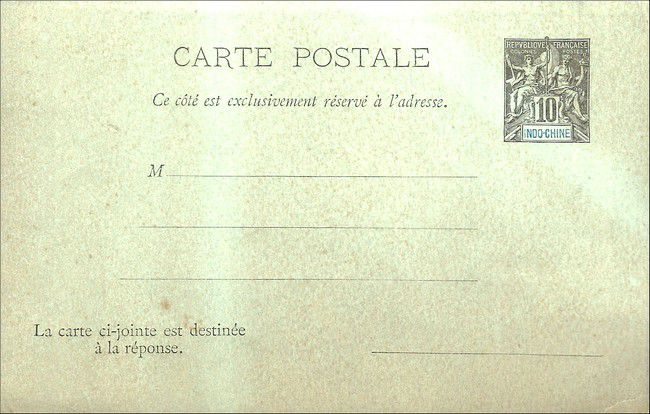 CARTE POSTALE
Ce côté est exclusivement réservé à l'adresse.
REPVBLIQVE FRANÇAISE
COLONIES POSTES
10
INDO-CHINE
M
La carte ci-jointe est destinée
à la réponse.